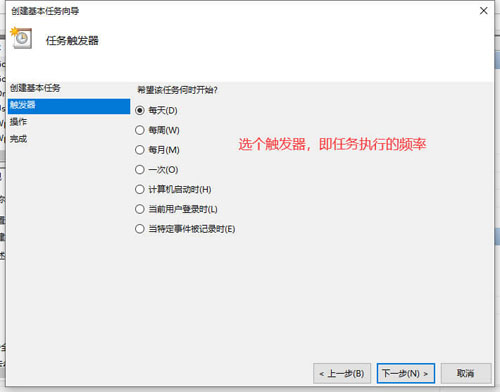 创建基本任务向导
任务触发器
创建基本任务
触发器
操作
完成
希望该任务何时开始?
每天(D)
每周(W)
每月(M)
一次(O)
计算机启动时(H)
当前用户登录时(L)
当特定事件被记录时(E)
选个触发器，即任务执行的频率
< 上一步(B)
下一步(N) >
取消